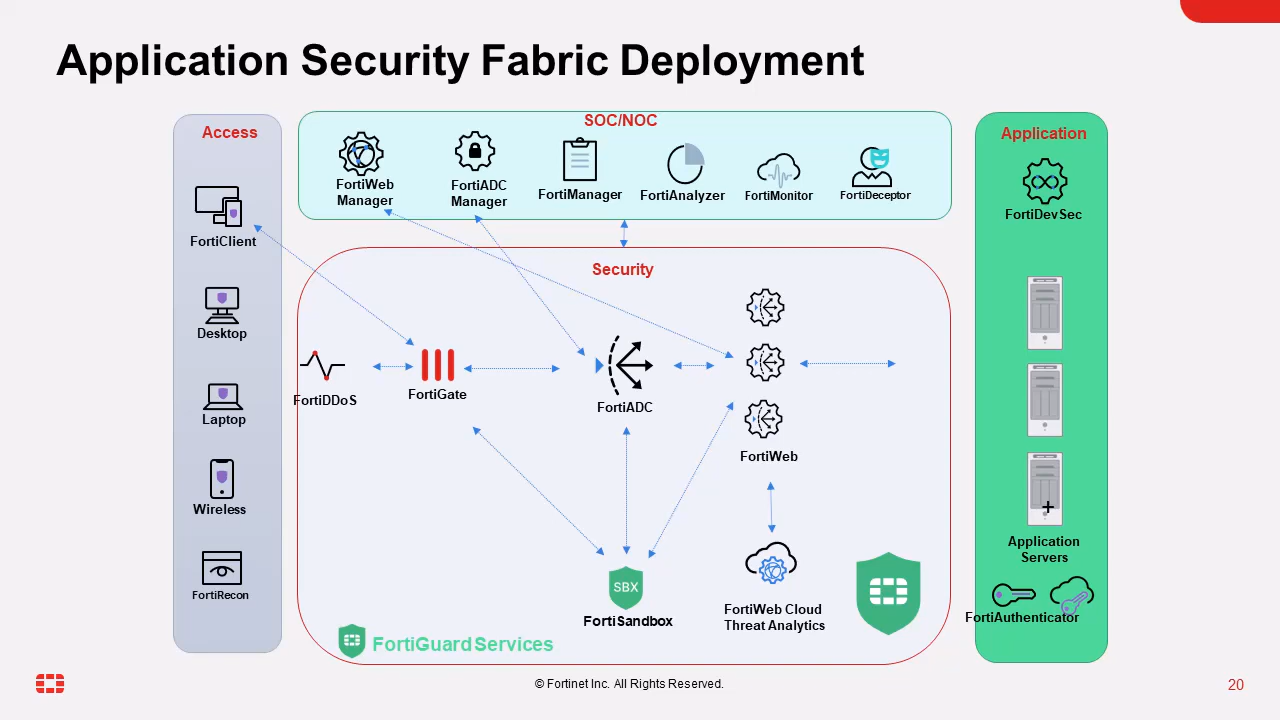 Application Security Fabric Deployment
Access
FortiClient
Desktop
Laptop
Wireless
FortiRecon
SOC/NOC
FortiWeb
Manager
FortiADC
Manager
FortiManager
FortiAnalyzer
FortiMonitor
FortiDeceptor
Security
FortiDDoS
FortiGate
FortiADC
FortiWeb
SBX
FortiSandbox
FortiWeb Cloud
Threat Analytics
FortiGuard Services
Application
FortiDevSec
Application
Servers
FortiAuthenticator
© Fortinet Inc. All Rights Reserved.
20